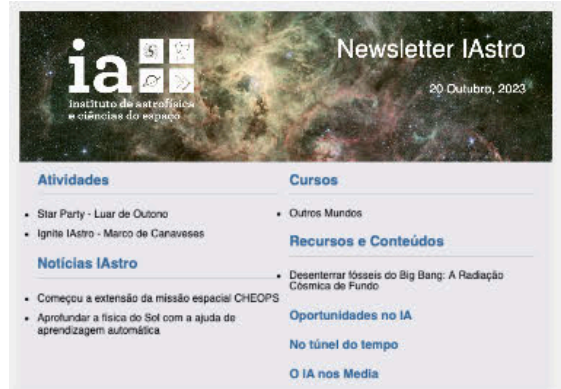 ia
instituto de astrofísica
e ciências do espaço
Newsletter IAstro
20 Outubro, 2023
Atividades
Star Party - Luar de Outono
Ignite IAstro - Marco de Canaveses
Notícias IAstro
Começou a extensão da missão espacial CHEOPS
Aprofundar a física do Sol com a ajuda de
aprendizagem automática
Cursos
Outros Mundos
Recursos e Conteúdos
Desenterrar fósseis do Big Bang: A Radiação
Cósmica de Fundo
Oportunidades no IA
No túnel do tempo
O IA nos Media